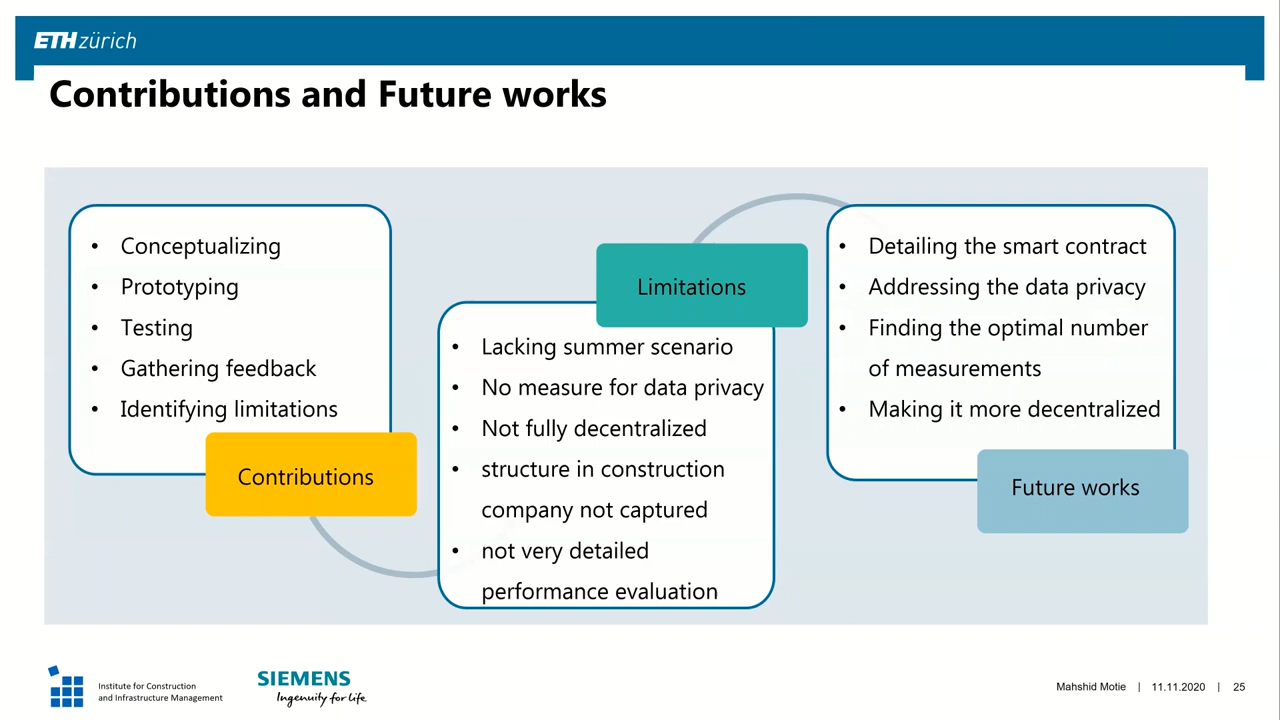 ETH zürich
Contributions and Future works
• Conceptualizing
• Prototyping
• Testing
• Gathering feedback
• Identifying limitations
Contributions
Limitations
• Lacking summer scenario
• No measure for data privacy
• Not fully decentralized
• structure in construction
company not captured
• not very detailed
performance evaluation
• Detailing the smart contract
• Addressing the data privacy
• Finding the optimal number
of measurements
• Making it more decentralized
Future works
Institute for Construction
and Infrastructure Management
SIEMENS
Ingenuity for life
Mahshid Motie | 11.11.2020 | 25